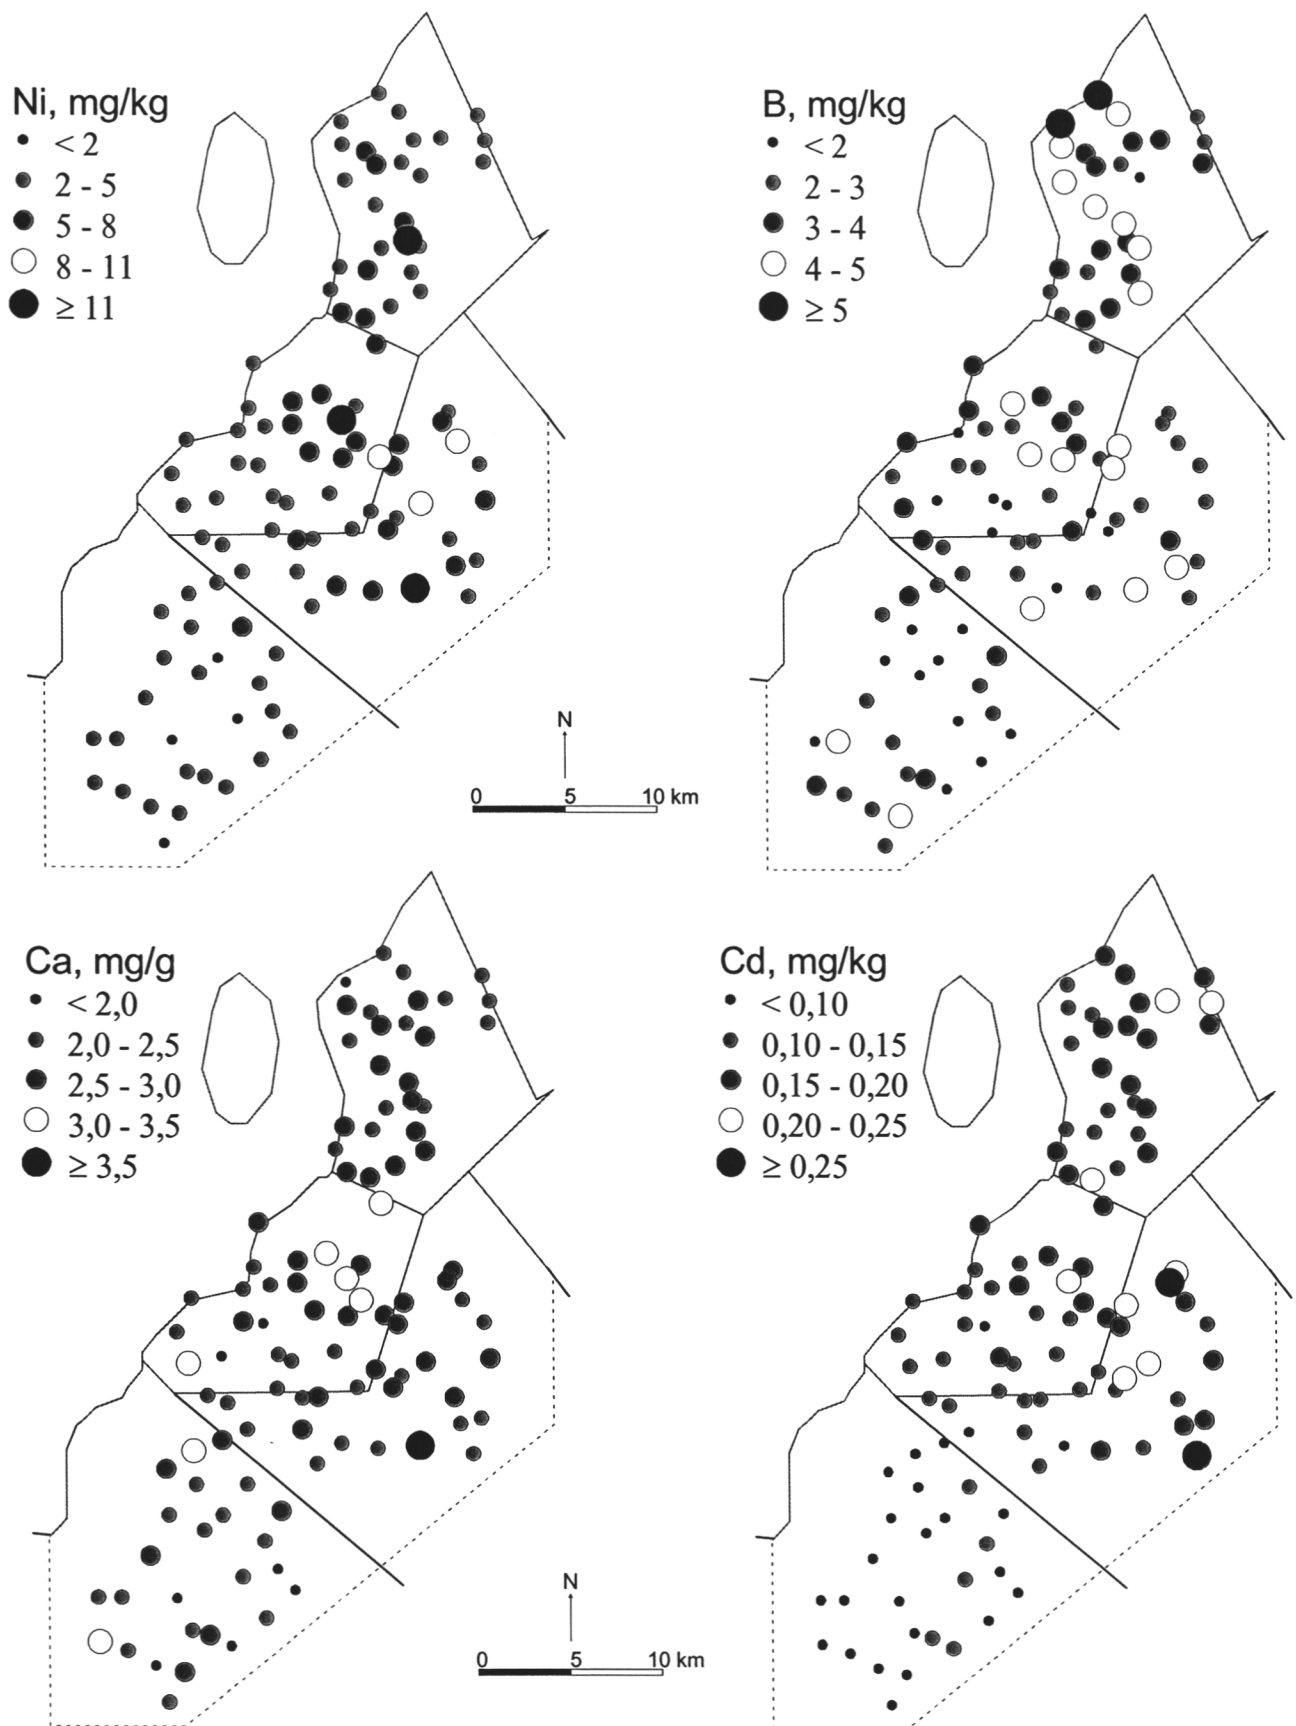 Ni, mg/kg
< 2
2 - 5
5 - 8
8 - 11
≥ 11
B, mg/kg
< 2
2 - 3
3 - 4
4 - 5
≥ 5
N
0 5 10 km
Ca, mg/g
< 2,0
2,0 - 2,5
2,5 - 3,0
3,0 - 3,5
≥ 3,5
Cd, mg/kg
< 0,10
0,10 - 0,15
0,15 - 0,20
0,20 - 0,25
≥ 0,25
N
0 5 10 km